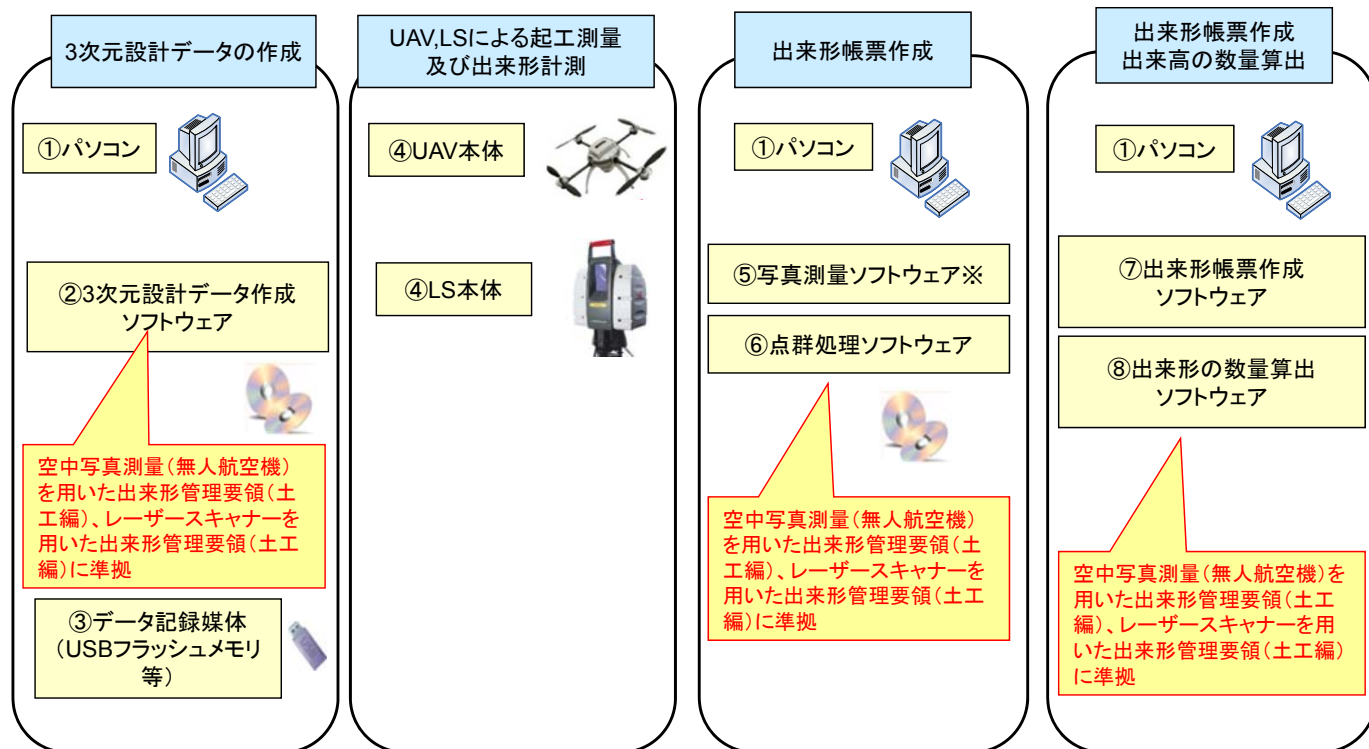 3次元設計データの作成
①パソコン
②3次元設計データ作成
ソフトウェア
空中写真測量(無人航空機)
を用いた出来形管理要領(土
工編)、レーザースキャナーを
用いた出来形管理要領(土工
編)に準拠
③データ記録媒体
(USBフラッシュメモリ
等)
UAV,LSによる起工測量
及び出来形計測
④UAV本体
④LS本体
出来形帳票作成
①パソコン
⑤写真測量ソフトウェア※
⑥点群処理ソフトウェア
空中写真測量(無人航空機)
を用いた出来形管理要領(土
工編)、レーザースキャナーを
用いた出来形管理要領(土工
編)に準拠
出来形帳票作成
出来高の数量算出
①パソコン
⑦出来形帳票作成
ソフトウェア
⑧出来形の数量算出
ソフトウェア
空中写真測量(無人航空機)を
用いた出来形管理要領(土工
編)、レーザースキャナーを用
いた出来形管理要領(土工編)
に準拠